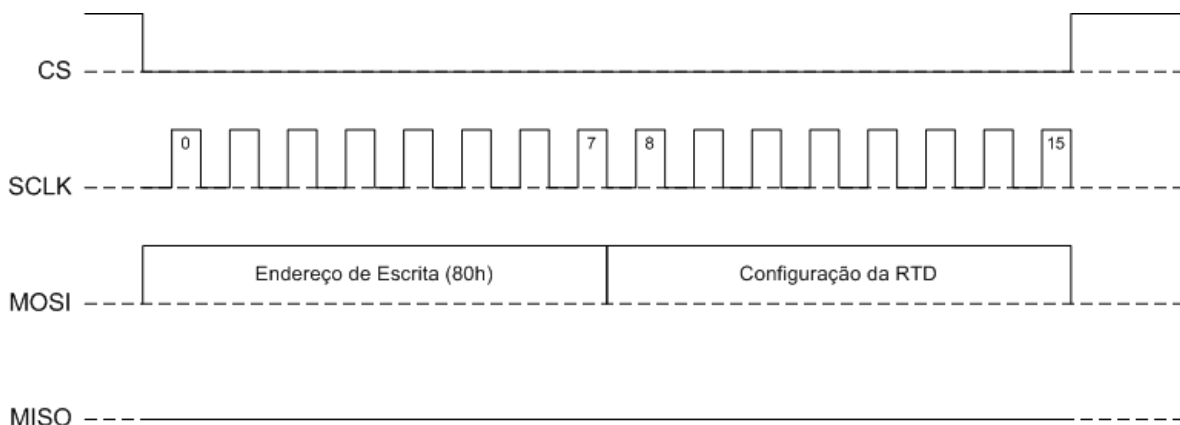 CS
0 7 8 15
SCLK
Endereço de Escrita (80h) Configuração da RTD
MOSI
MISO